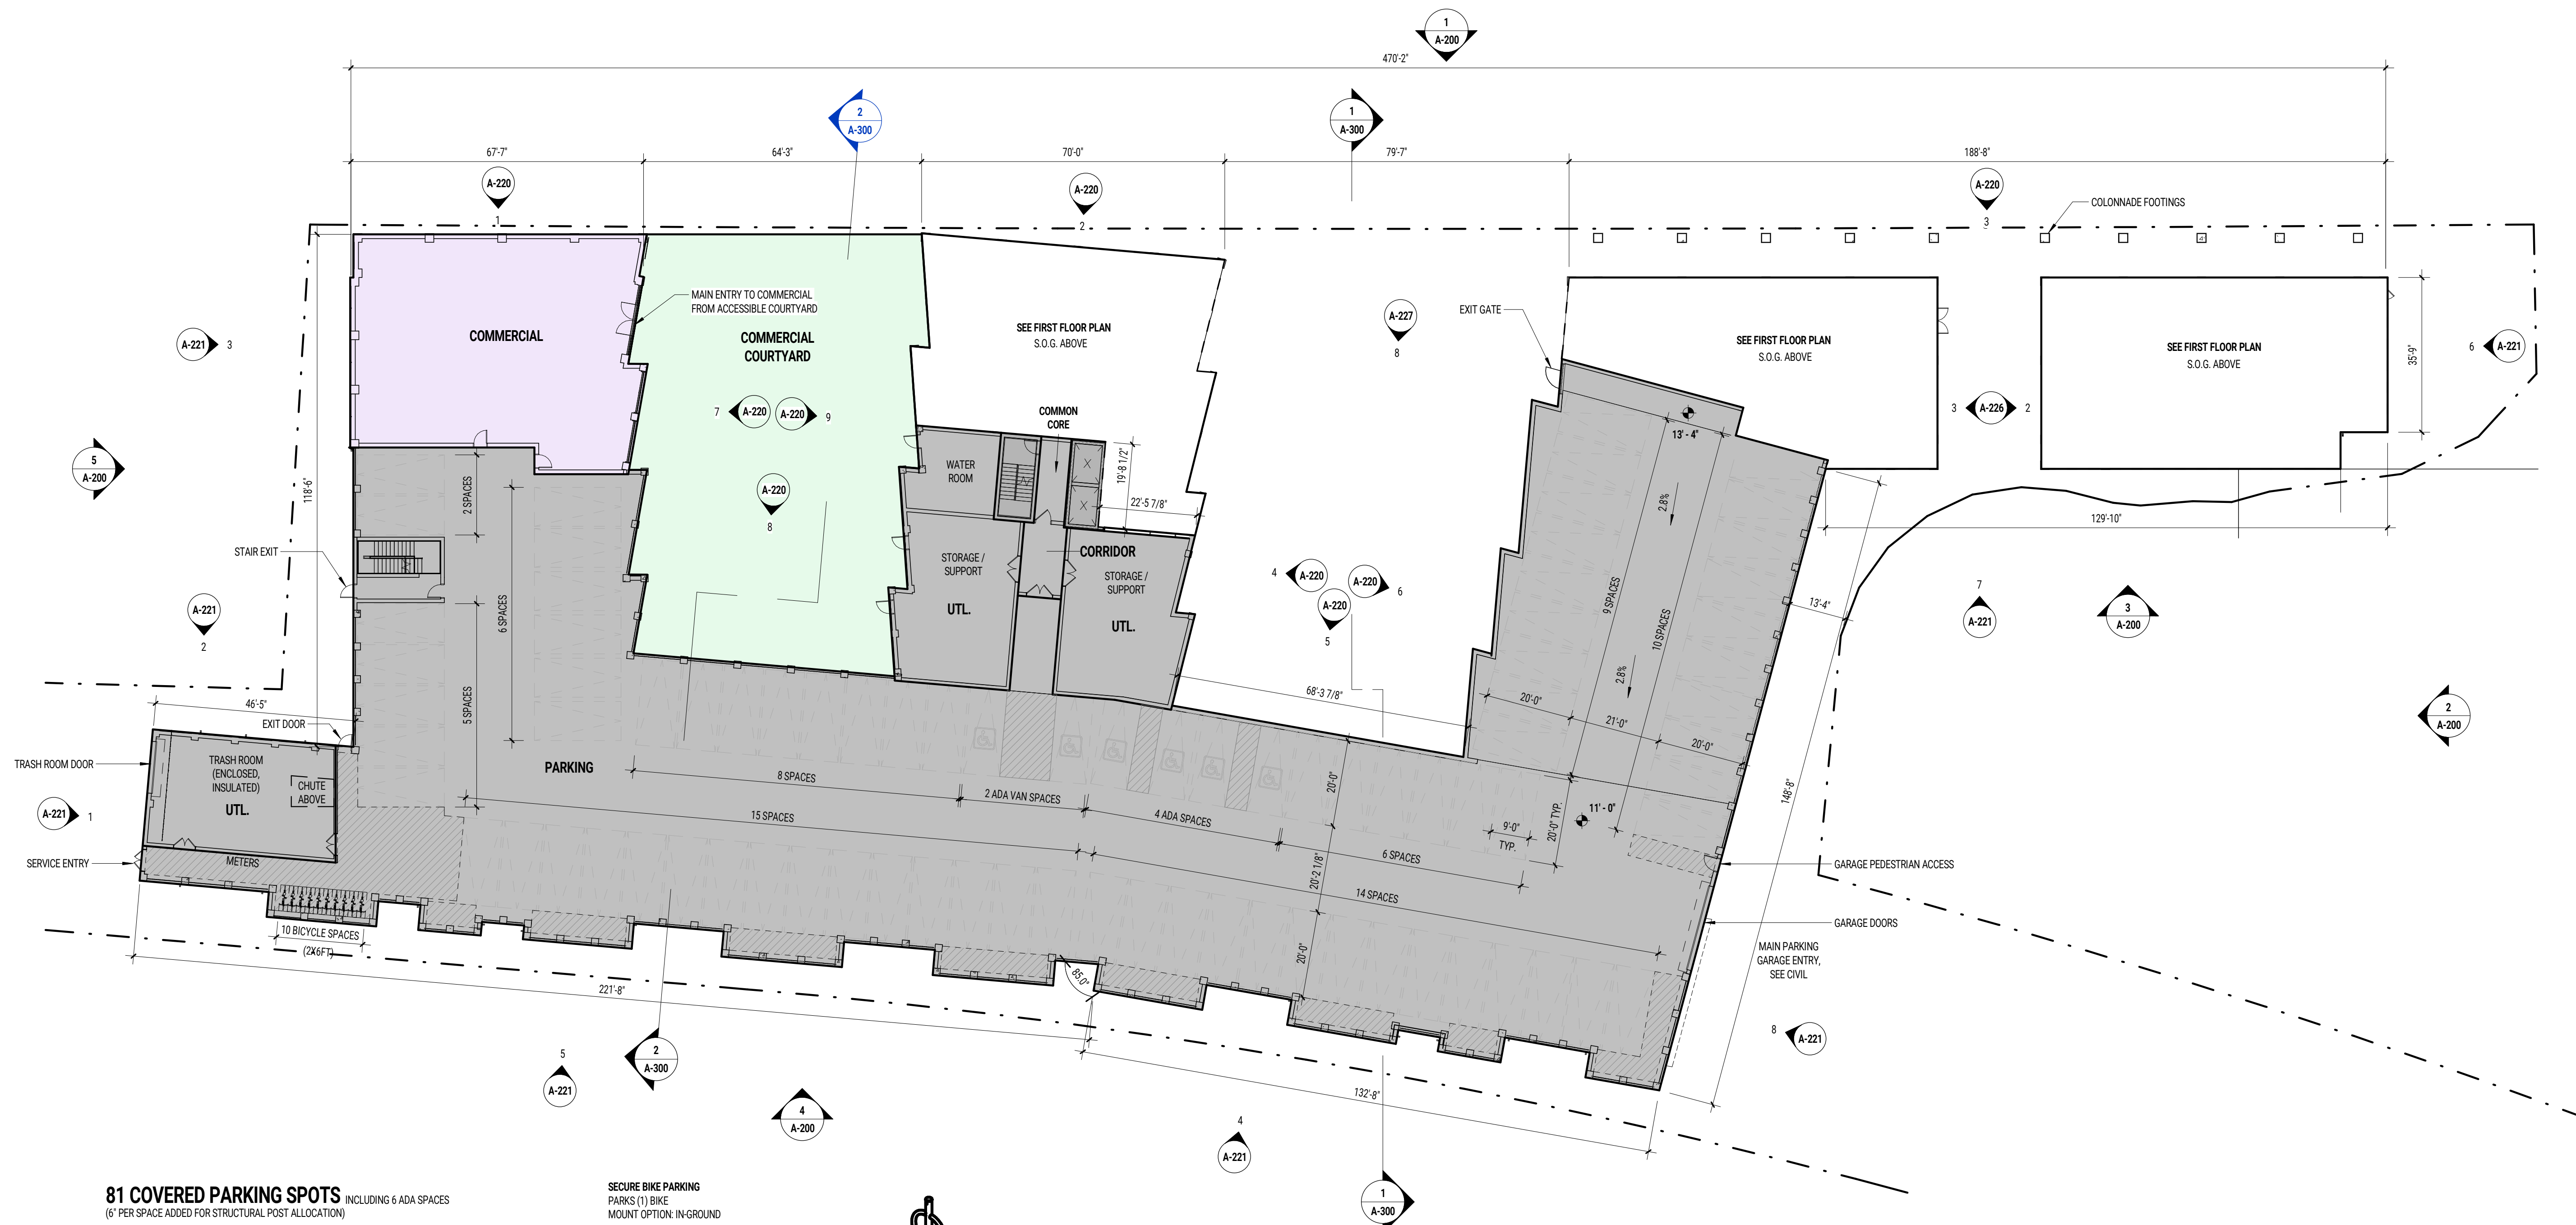 1
A-200
470'-2"
2
A-300
1
A-300
67'-7"
64'-3"
70'-0"
79'-7"
188'-8"
A-220
1
A-220
2
A-220
3
COLONNADE FOOTINGS
MAIN ENTRY TO COMMERCIAL
FROM ACCESSIBLE COURTYARD
COMMERCIAL
COMMERCIAL
COURTYARD
SEE FIRST FLOOR PLAN
S.O.G. ABOVE
A-227
8
EXIT GATE
SEE FIRST FLOOR PLAN
S.O.G. ABOVE
SEE FIRST FLOOR PLAN
S.O.G. ABOVE
35'-9"
6
A-221
A-221
3
7
A-220
A-220
9
3
A-226
2
COMMON
CORE
13' - 4"
5
A-200
118'-6"
2 SPACES
WATER
ROOM
X
X
19'-8 1/2"
22'-5 7/8"
A-220
8
2.8%
129'-10"
STAIR EXIT
CORRIDOR
STORAGE /
SUPPORT
UTL.
STORAGE /
SUPPORT
UTL.
4
A-220
A-220
6
A-220
5
6 SPACES
9 SPACES
10 SPACES
13'-4"
7
A-221
3
A-200
A-221
2
5 SPACES
2.8%
46'-5"
68'-3 7/8"
20'-0"
21'-0"
20'-0"
2
A-200
EXIT DOOR
TRASH ROOM DOOR
TRASH ROOM
(ENCLOSED,
INSULATED)
UTL.
CHUTE
ABOVE
PARKING
8 SPACES
2 ADA VAN SPACES
20'-0"
148'-8"
A-221
1
15 SPACES
4 ADA SPACES
9'-0"
TYP.
20'-0" TYP.
11' - 0"
SERVICE ENTRY
METERS
6 SPACES
20'-2 1/8"
14 SPACES
GARAGE PEDESTRIAN ACCESS
GARAGE DOORS
10 BICYCLE SPACES
(2X6FT)
20'-0"
MAIN PARKING
GARAGE ENTRY,
SEE CIVIL
85.0°
221'-8"
8
A-221
5
A-221
2
A-300
132'-8"
4
A-200
4
A-221
1
A-300
81 COVERED PARKING SPOTS INCLUDING 6 ADA SPACES
(6" PER SPACE ADDED FOR STRUCTURAL POST ALLOCATION)
SECURE BIKE PARKING
PARKS (1) BIKE
MOUNT OPTION: IN-GROUND